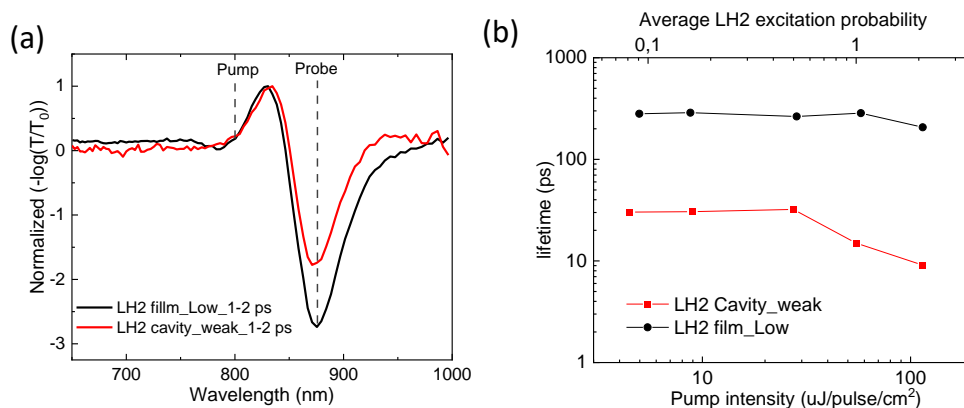 (a)
Pump
Probe
1
0
-1
-2
-3
Normalized (-log(T/T0))
LH2 fillm_Low_1-2 ps
LH2 cavity_weak_1-2 ps
700
800
900
1000
Wavelength (nm)
(b)
Average LH2 excitation probability
0,1
1
1000
100
10
1
lifetime (ps)
LH2 Cavity_weak
LH2 film_Low
10
100
Pump intensity (uJ/pulse/cm²)